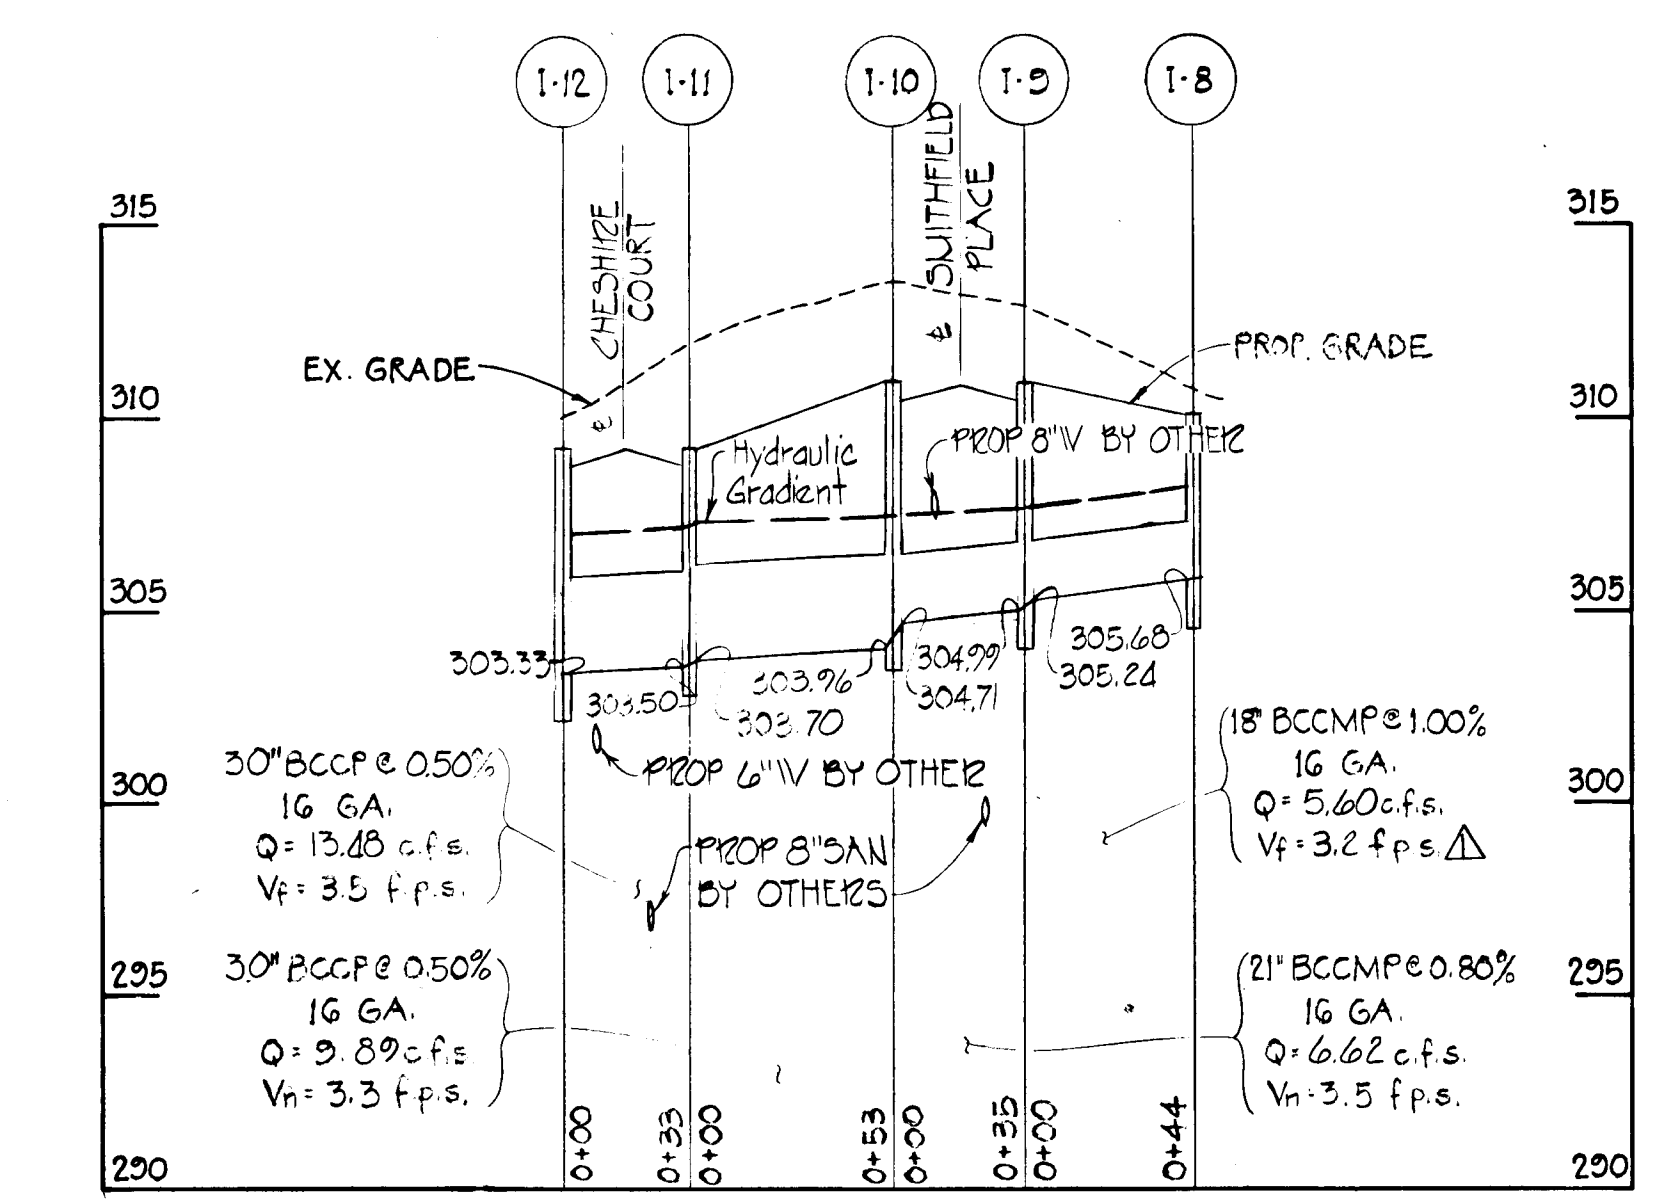 I-12
I-11
I-10
I-9
I-8
315
315
CHESHIRE
COURT
℄
SMITHFIELD
PLACE
℄
EX. GRADE
PROP. GRADE
310
310
PROP 8"W BY OTHER
Hydraulic
Gradient
305
305
303.33
303.50
303.70
303.96
304.71
304.99
305.24
305.68
PROP 6"W BY OTHER
30" BCCP @ 0.50%
16 GA.
Q = 13.48 c.f.s.
Vf = 3.5 f.p.s.
18" BCCMP @ 1.00%
16 GA.
Q = 5.60 c.f.s.
Vf = 3.2 f.p.s. 1
300
300
PROP 8"SAN
BY OTHERS
30" BCCP @ 0.50%
16 GA.
Q = 9.89 c.f.s.
Vn = 3.3 f.p.s.
21" BCCMP @ 0.80%
16 GA.
Q = 6.62 c.f.s.
Vn = 3.5 f.p.s.
295
295
0+00
0+33
0+00
0+53
0+00
0+35
0+00
0+44
290
290